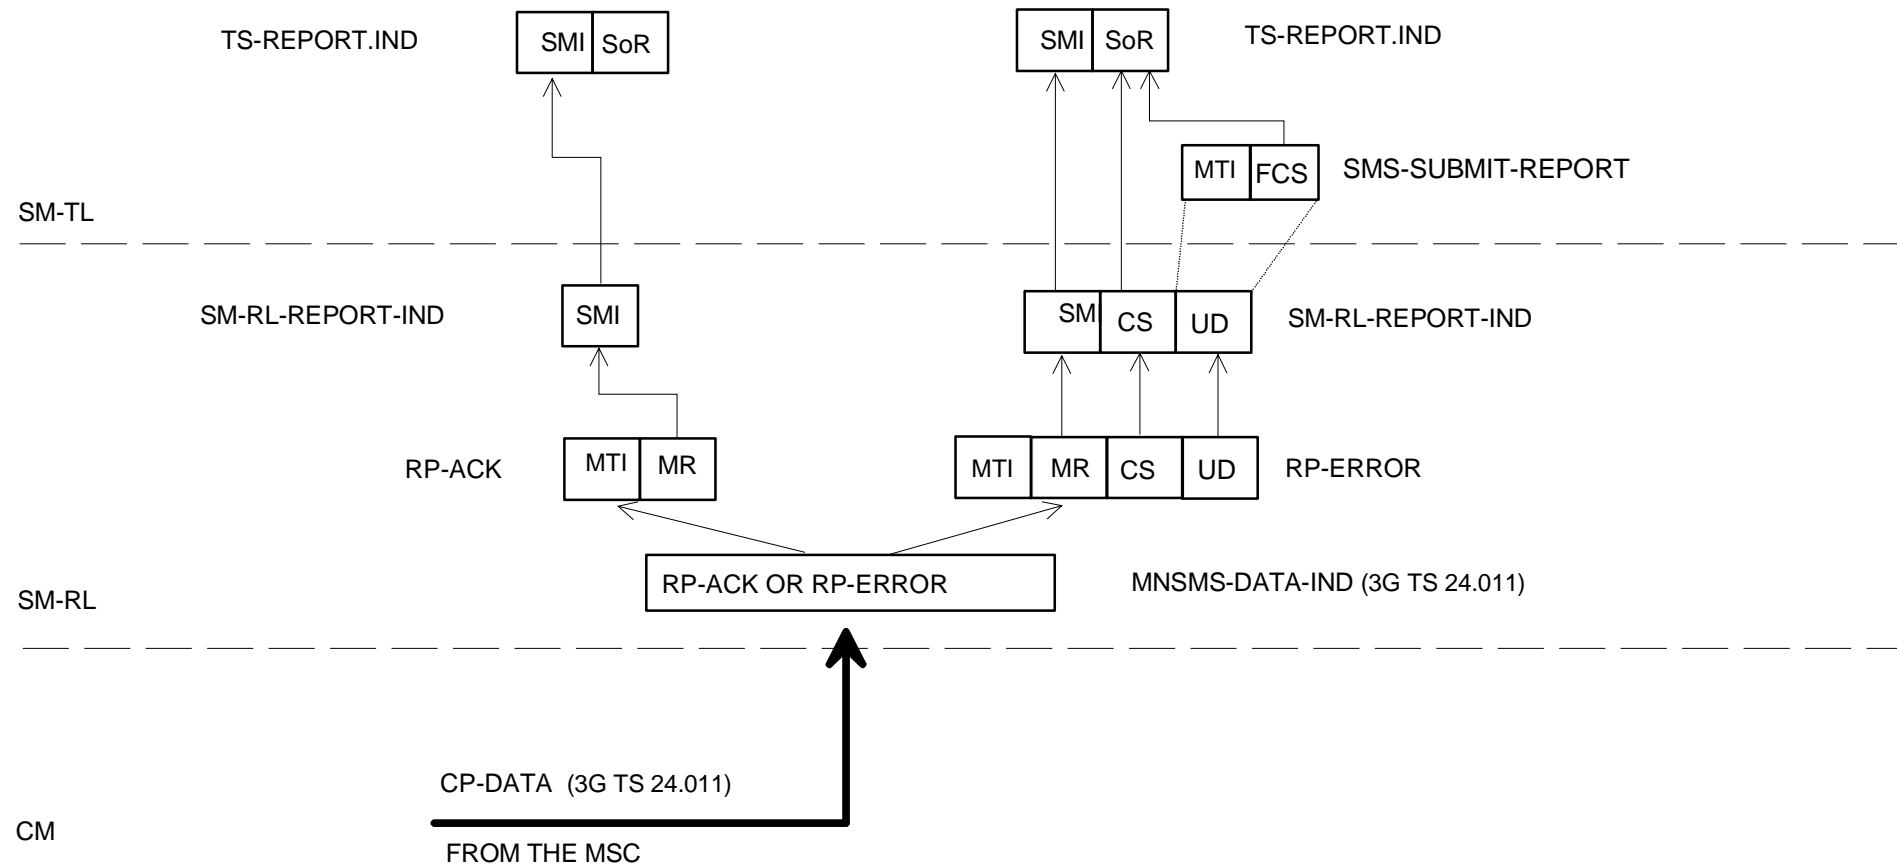 TS-REPORT.IND SMI SoR SMI SoR TS-REPORT.IND
MTI FCS SMS-SUBMIT-REPORT
SM-TL
SM-RL-REPORT-IND SMI SMI CS UD SM-RL-REPORT-IND
RP-ACK MTI MR MTI MR CS UD RP-ERROR
RP-ACK OR RP-ERROR MNSMS-DATA-IND (3G TS 24.011)
SM-RL
CP-DATA (3G TS 24.011)
CM
FROM THE MSC